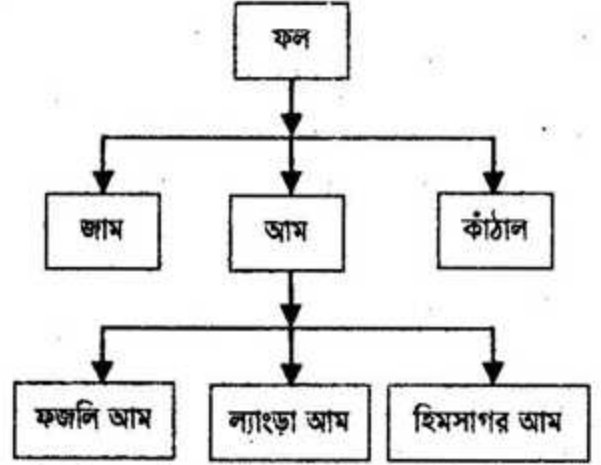 ফল
জাম
আম
কাঁঠাল
ফজলি আম
ল্যাংড়া আম
হিমসাগর আম